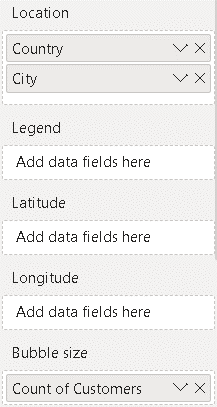 Location
Country
City
Legend
Add data fields here
Latitude
Add data fields here
Longitude
Add data fields here
Bubble size
Count of Customers